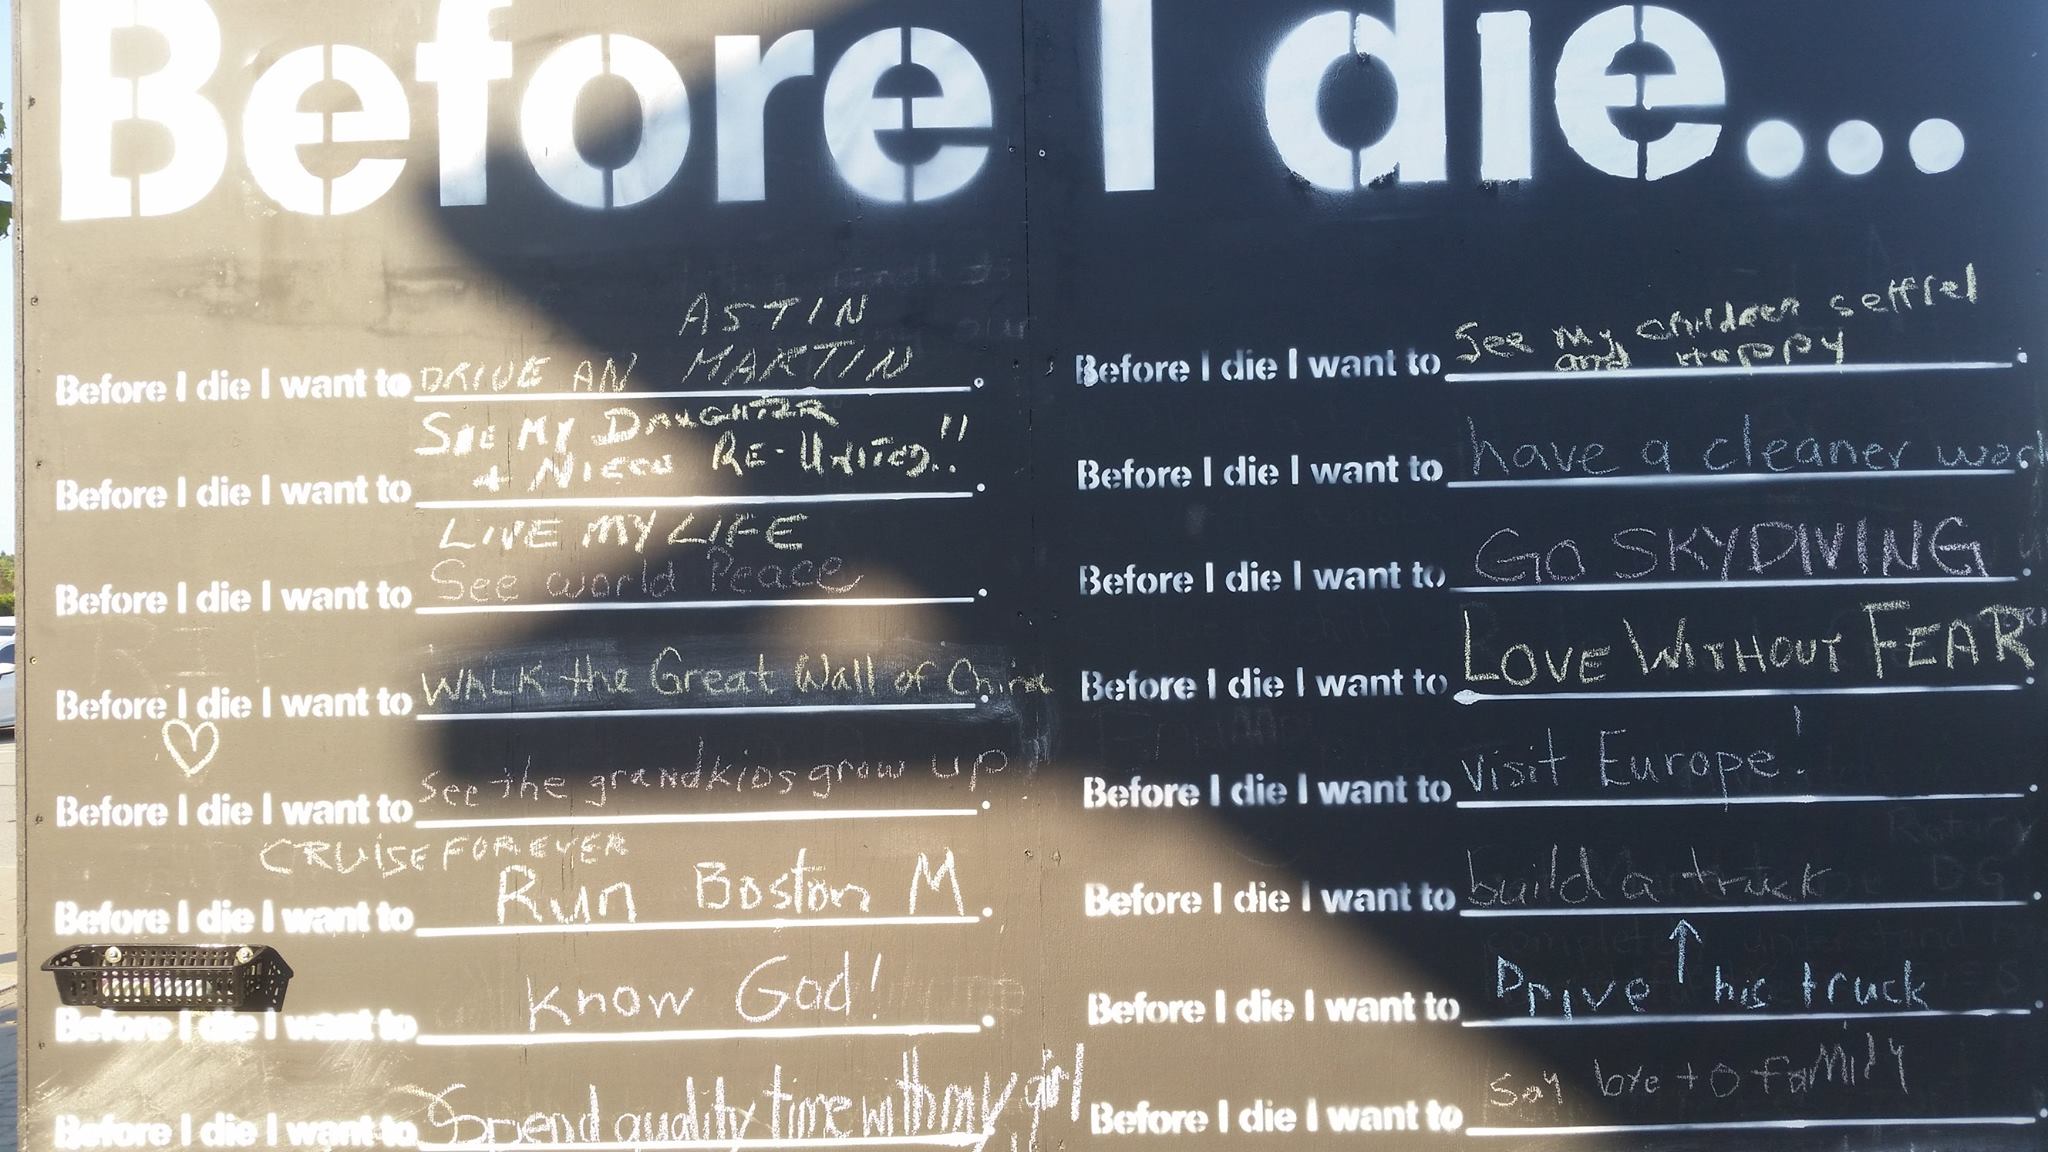 Before I die...
ASTIN
Before I die I want to DRIVE AN MARTIN
SEE MY DAUGHTER
+ NIECE RE-UNITED!!
Before I die I want to
LIVE MY LIFE
Before I die I want to See world Peace
Before I die I want to WALK the Great Wall of China
Before I die I want to See the grandkids grow up
CRUISE FOREVER
Before I die I want to Run Boston M
Before I die I want to know God!
Before I die I want to Spend quality time with my girl
See My children settlel
Before I die I want to and Happy
Before I die I want to have a cleaner
Before I die I want to GO SKYDIVING
Before I die I want to LOVE WITHOUT FEAR
Before I die I want to visit Europe!
Before I die I want to build a truck
Before I die I want to Drive his truck
Before I die I want to Say bye to family